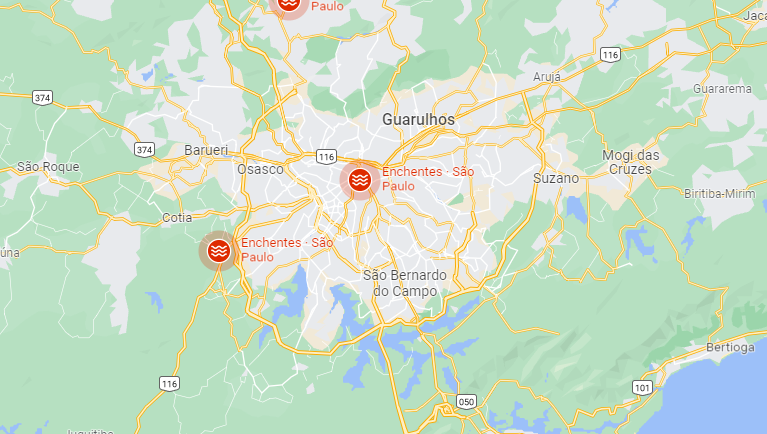 Paulo
Jaca
116
Arujá
Guararema
374
Guarulhos
374
Barueri
116
Mogi das
Cruzes
São Roque
Osasco
Enchentes · São
Paulo
Suzano
Biritiba-Mirim
Cotia
Enchentes · São
Paulo
una
São Bernardo
do Campo
Bertioga
116
101
050